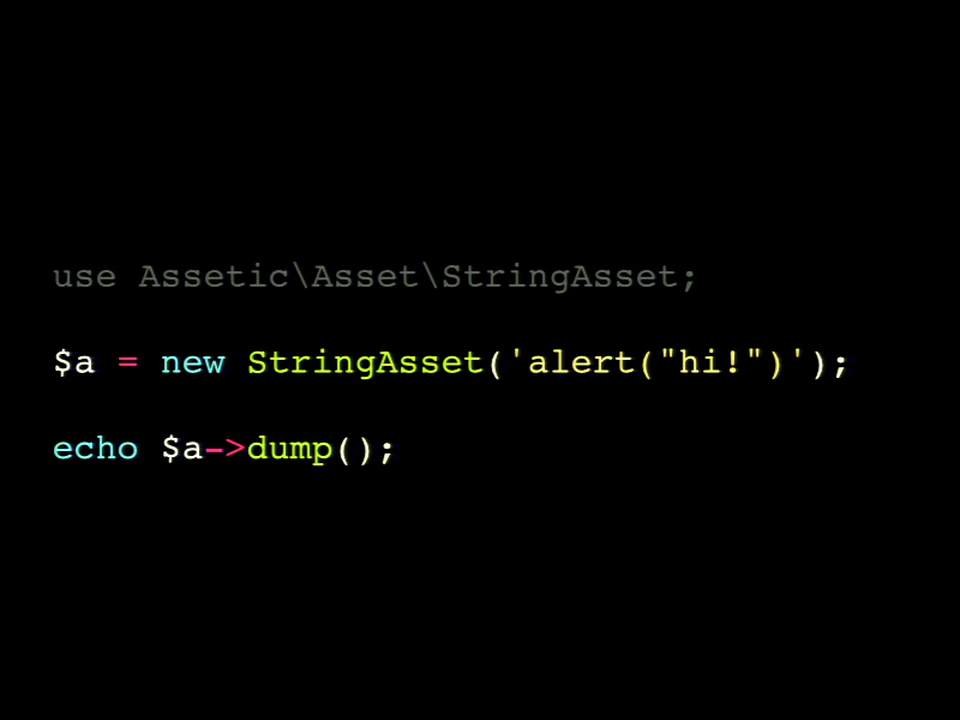 use Assetic\Asset\StringAsset;
$a = new StringAsset('alert("hi!")');
echo $a->dump();